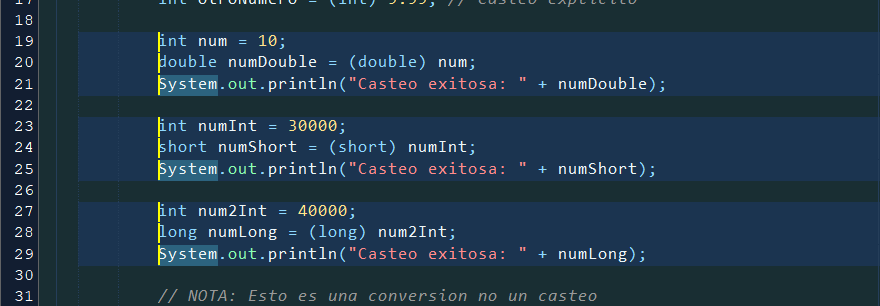 17 int otroNumero = (int) 9.99; // Casteo explicito
18
19 int num = 10;
20 double numDouble = (double) num;
21 System.out.println("Casteo exitosa: " + numDouble);
22
23 int numInt = 30000;
24 short numShort = (short) numInt;
25 System.out.println("Casteo exitosa: " + numShort);
26
27 int num2Int = 40000;
28 long numLong = (long) num2Int;
29 System.out.println("Casteo exitosa: " + numLong);
30
31 // NOTA: Esto es una conversion no un casteo